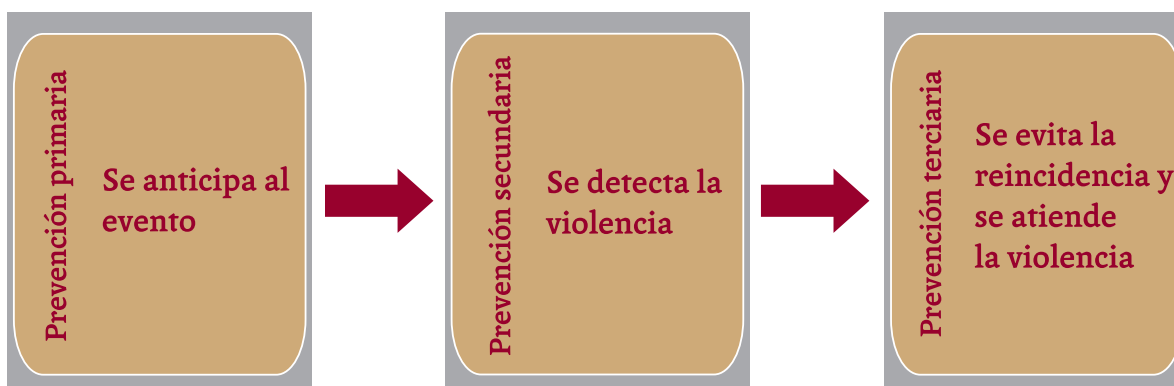 Prevención primaria
Se anticipa al
evento
Prevención secundaria
Se detecta la
violencia
Prevención terciaria
Se evita la
reincidencia y
se atiende
la violencia